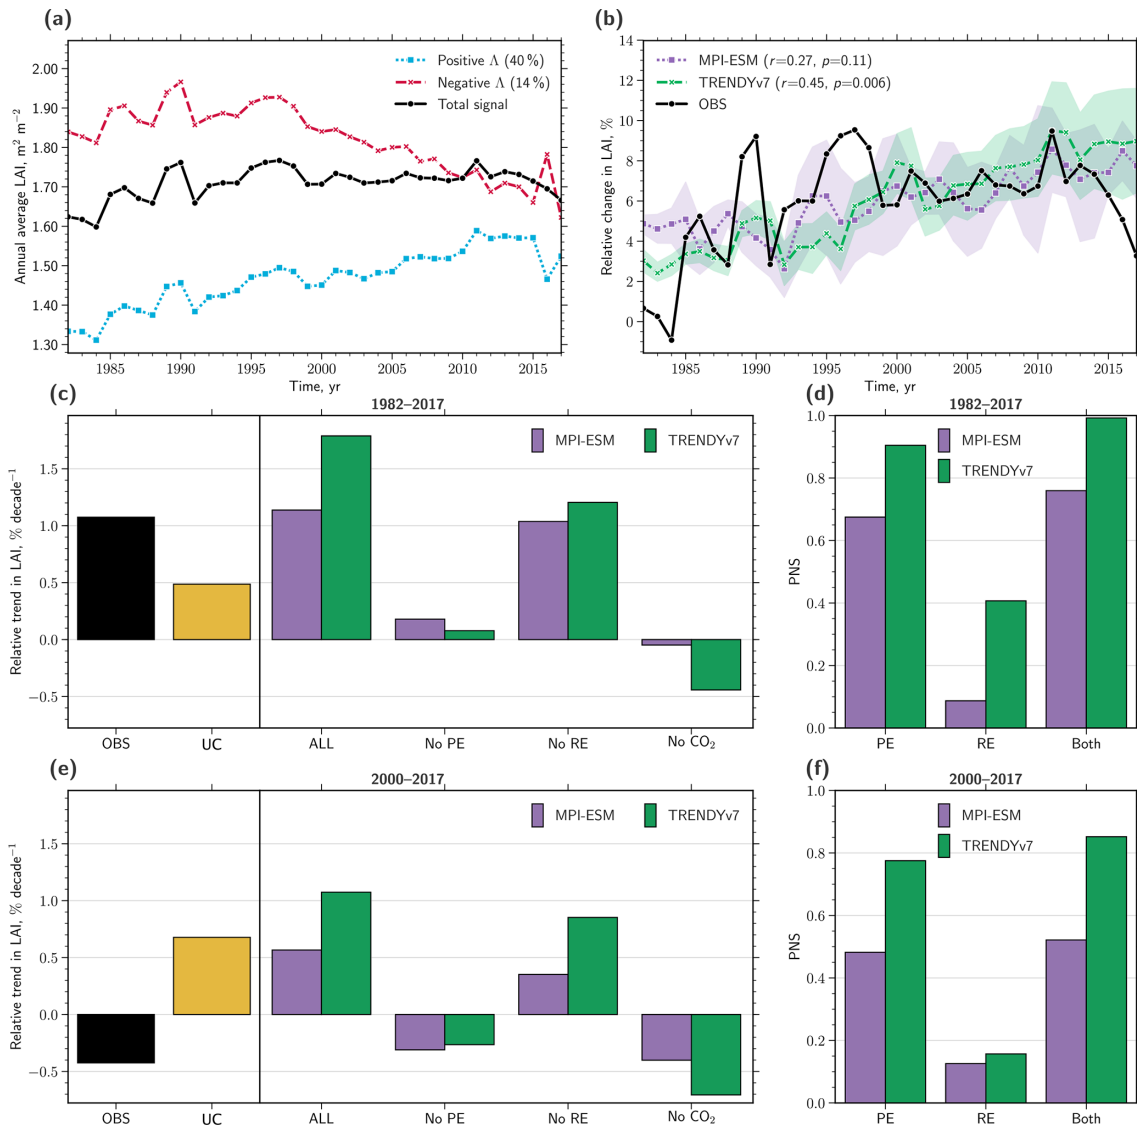 (a)
Annual average LAI, m² m⁻²
2.00
1.90
1.80
1.70
1.60
1.50
1.40
1.30
Positive Λ (40 %)
Negative Λ (14 %)
Total signal
1985
1990
1995
2000
2005
2010
2015
Time, yr
(b)
Relative change in LAI, %
14
12
10
8
6
4
2
0
MPI-ESM (r=0.27, p=0.11)
TRENDYv7 (r=0.45, p=0.006)
OBS
1985
1990
1995
2000
2005
2010
2015
Time, yr
(c)
1982–2017
Relative trend in LAI, % decade⁻¹
1.5
1.0
0.5
0.0
−0.5
MPI-ESM
TRENDYv7
OBS
UC
ALL
No PE
No RE
No CO₂
(d)
1982–2017
PNS
1.0
0.8
0.6
0.4
0.2
0.0
MPI-ESM
TRENDYv7
PE
RE
Both
(e)
2000–2017
Relative trend in LAI, % decade⁻¹
1.5
1.0
0.5
0.0
−0.5
MPI-ESM
TRENDYv7
OBS
UC
ALL
No PE
No RE
No CO₂
(f)
2000–2017
PNS
1.0
0.8
0.6
0.4
0.2
0.0
MPI-ESM
TRENDYv7
PE
RE
Both